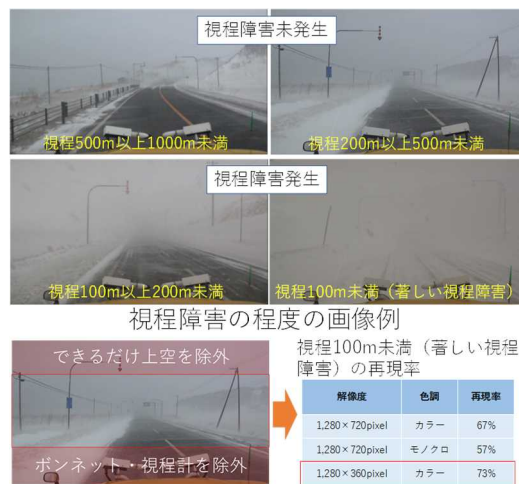 視程障害未発生
視程500m以上1000m未満
視程200m以上500m未満
視程障害発生
視程100m以上200m未満
視程100m未満（著しい視程障害）
視程障害の程度の画像例
できるだけ上空を除外
ボンネット・視程計を除外
視程100m未満（著しい視程
障害）の再現率
解像度 色調 再現率
1,280×720pixel カラー 67%
1,280×720pixel モノクロ 57%
1,280×360pixel カラー 73%